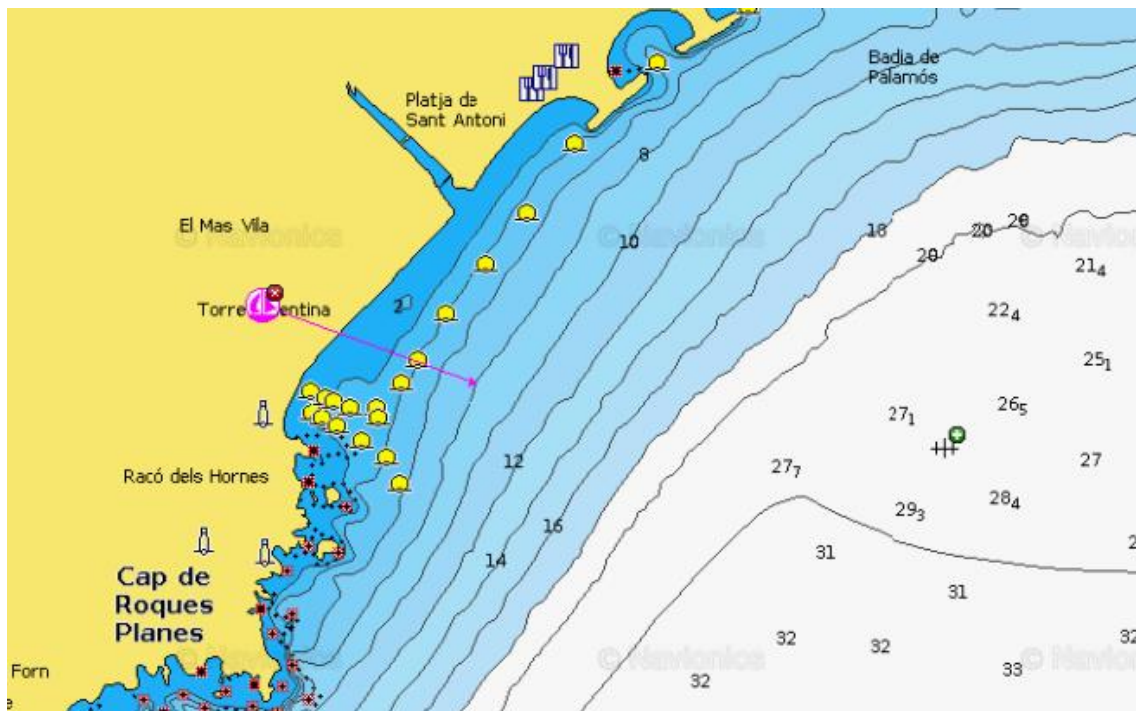 Badia de
Palamós
Platja de
Sant Antoni
8
El Mas Vila
© Navionics
© Navionics
10
18
20
20
20
21₄
2
Torre
entina
22₄
25₁
26₅
27₁
12
27₇
27
Racó dels Hornes
28₄
29₃
16
31
14
31
Cap de
Roques
Planes
32
32
32
© Navionics
© Navionics
© Navionics
Forn
32
33